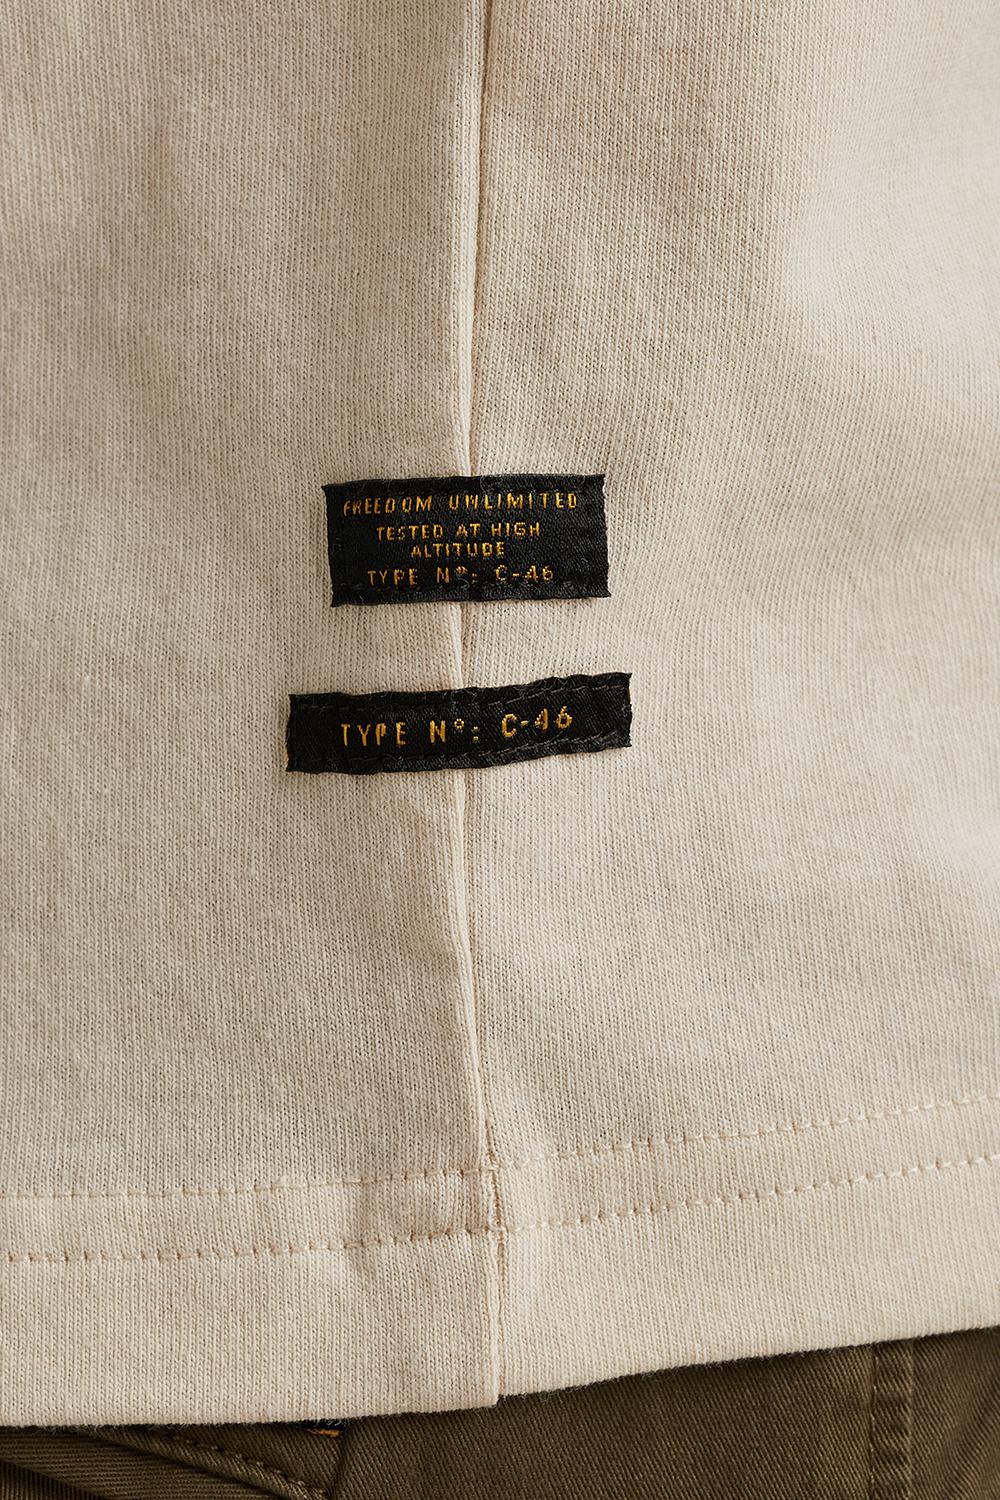 FREEDOM UNLIMITED
TESTED AT HIGH
ALTITUDE
TYPE Nº: C-46
TYPE Nº: C-46